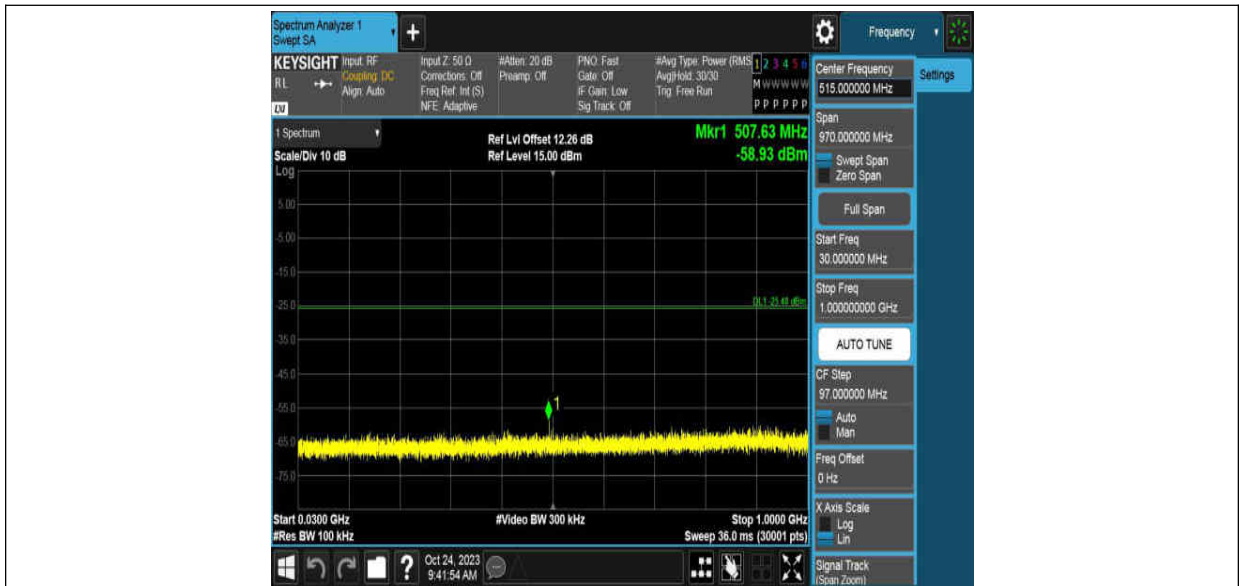 Spectrum Analyzer 1
Swept SA
+
Frequency
KEYSIGHT
RL
LXI
Input: RF
Coupling: DC
Align: Auto
Input Z: 50 Ω
Corrections: Off
Freq Ref: Int (S)
NFE: Adaptive
#Atten: 20 dB
Preamp: Off
PNO: Fast
Gate: Off
IF Gain: Low
Sig Track: Off
#Avg Type: Power (RMS
Avg|Hold: 30/30
Trig: Free Run
1 2 3 4 5 6
M W W W W W
P P P P P P
1 Spectrum
Scale/Div 10 dB
Ref Lvl Offset 12.26 dB
Ref Level 15.00 dBm
Mkr1 507.63 MHz
-58.93 dBm
Log
5.00
-5.00
-15.0
-25.0
DL1 -25.48 dBm
-35.0
-45.0
-55.0
1
-65.0
-75.0
Start 0.0300 GHz
#Res BW 100 kHz
#Video BW 300 kHz
Stop 1.0000 GHz
Sweep 36.0 ms (30001 pts)
?
Oct 24, 2023
9:41:54 AM
Center Frequency
515.000000 MHz
Settings
Span
970.000000 MHz
Swept Span
Zero Span
Full Span
Start Freq
30.000000 MHz
Stop Freq
1.000000000 GHz
AUTO TUNE
CF Step
97.000000 MHz
Auto
Man
Freq Offset
0 Hz
X Axis Scale
Log
Lin
Signal Track
(Span Zoom)